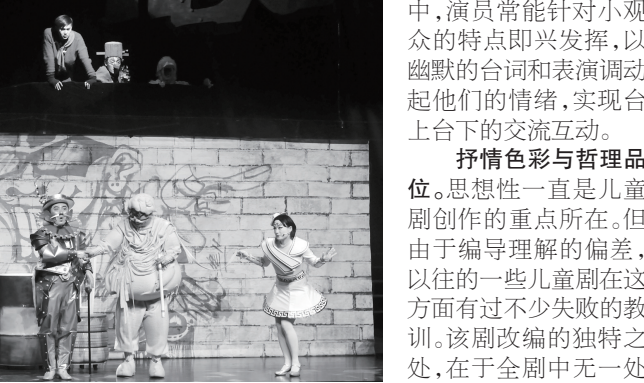 中，演员常能针对小观
众的特点即兴发挥，以
幽默的台词和表演调动
起他们的情绪，实现台
上台下的交流互动。
抒情色彩与哲理品
位。思想性一直是儿童
剧创作的重点所在。但
由于编导理解的偏差，
以往的一些儿童剧在这
方面有过不少失败的教
训。该剧改编的独特之
处，在于全剧中无一处